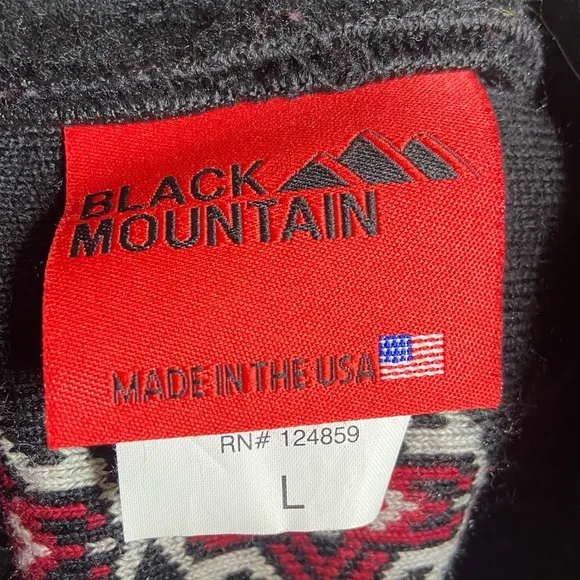 BLACK
MOUNTAIN
MADE IN THE USA
RN# 124859
L